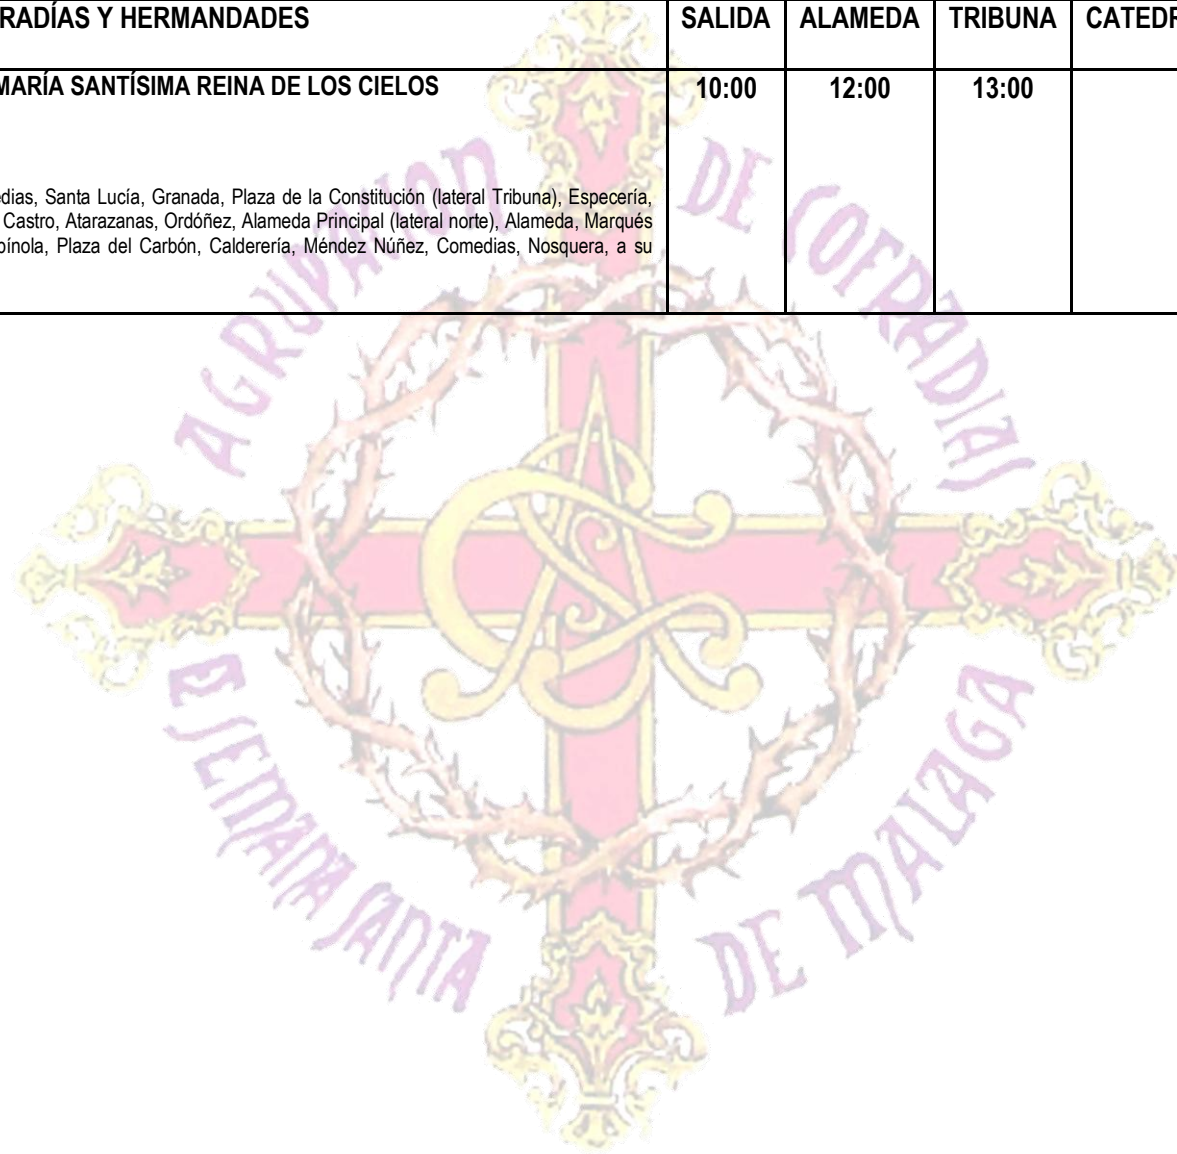 RADÍAS Y HERMANDADES SALIDA ALAMEDA TRIBUNA CATEDR
MARÍA SANTÍSIMA REINA DE LOS CIELOS 10:00 12:00 13:00
edias, Santa Lucía, Granada, Plaza de la Constitución (lateral Tribuna), Especería,
Castro, Atarazanas, Ordóñez, Alameda Principal (lateral norte), Alameda, Marqués
pínola, Plaza del Carbón, Calderería, Méndez Núñez, Comedias, Nosquera, a su
AGRUPACION DE COFRADIAS
E SEMANA SANTA DE MALAGA